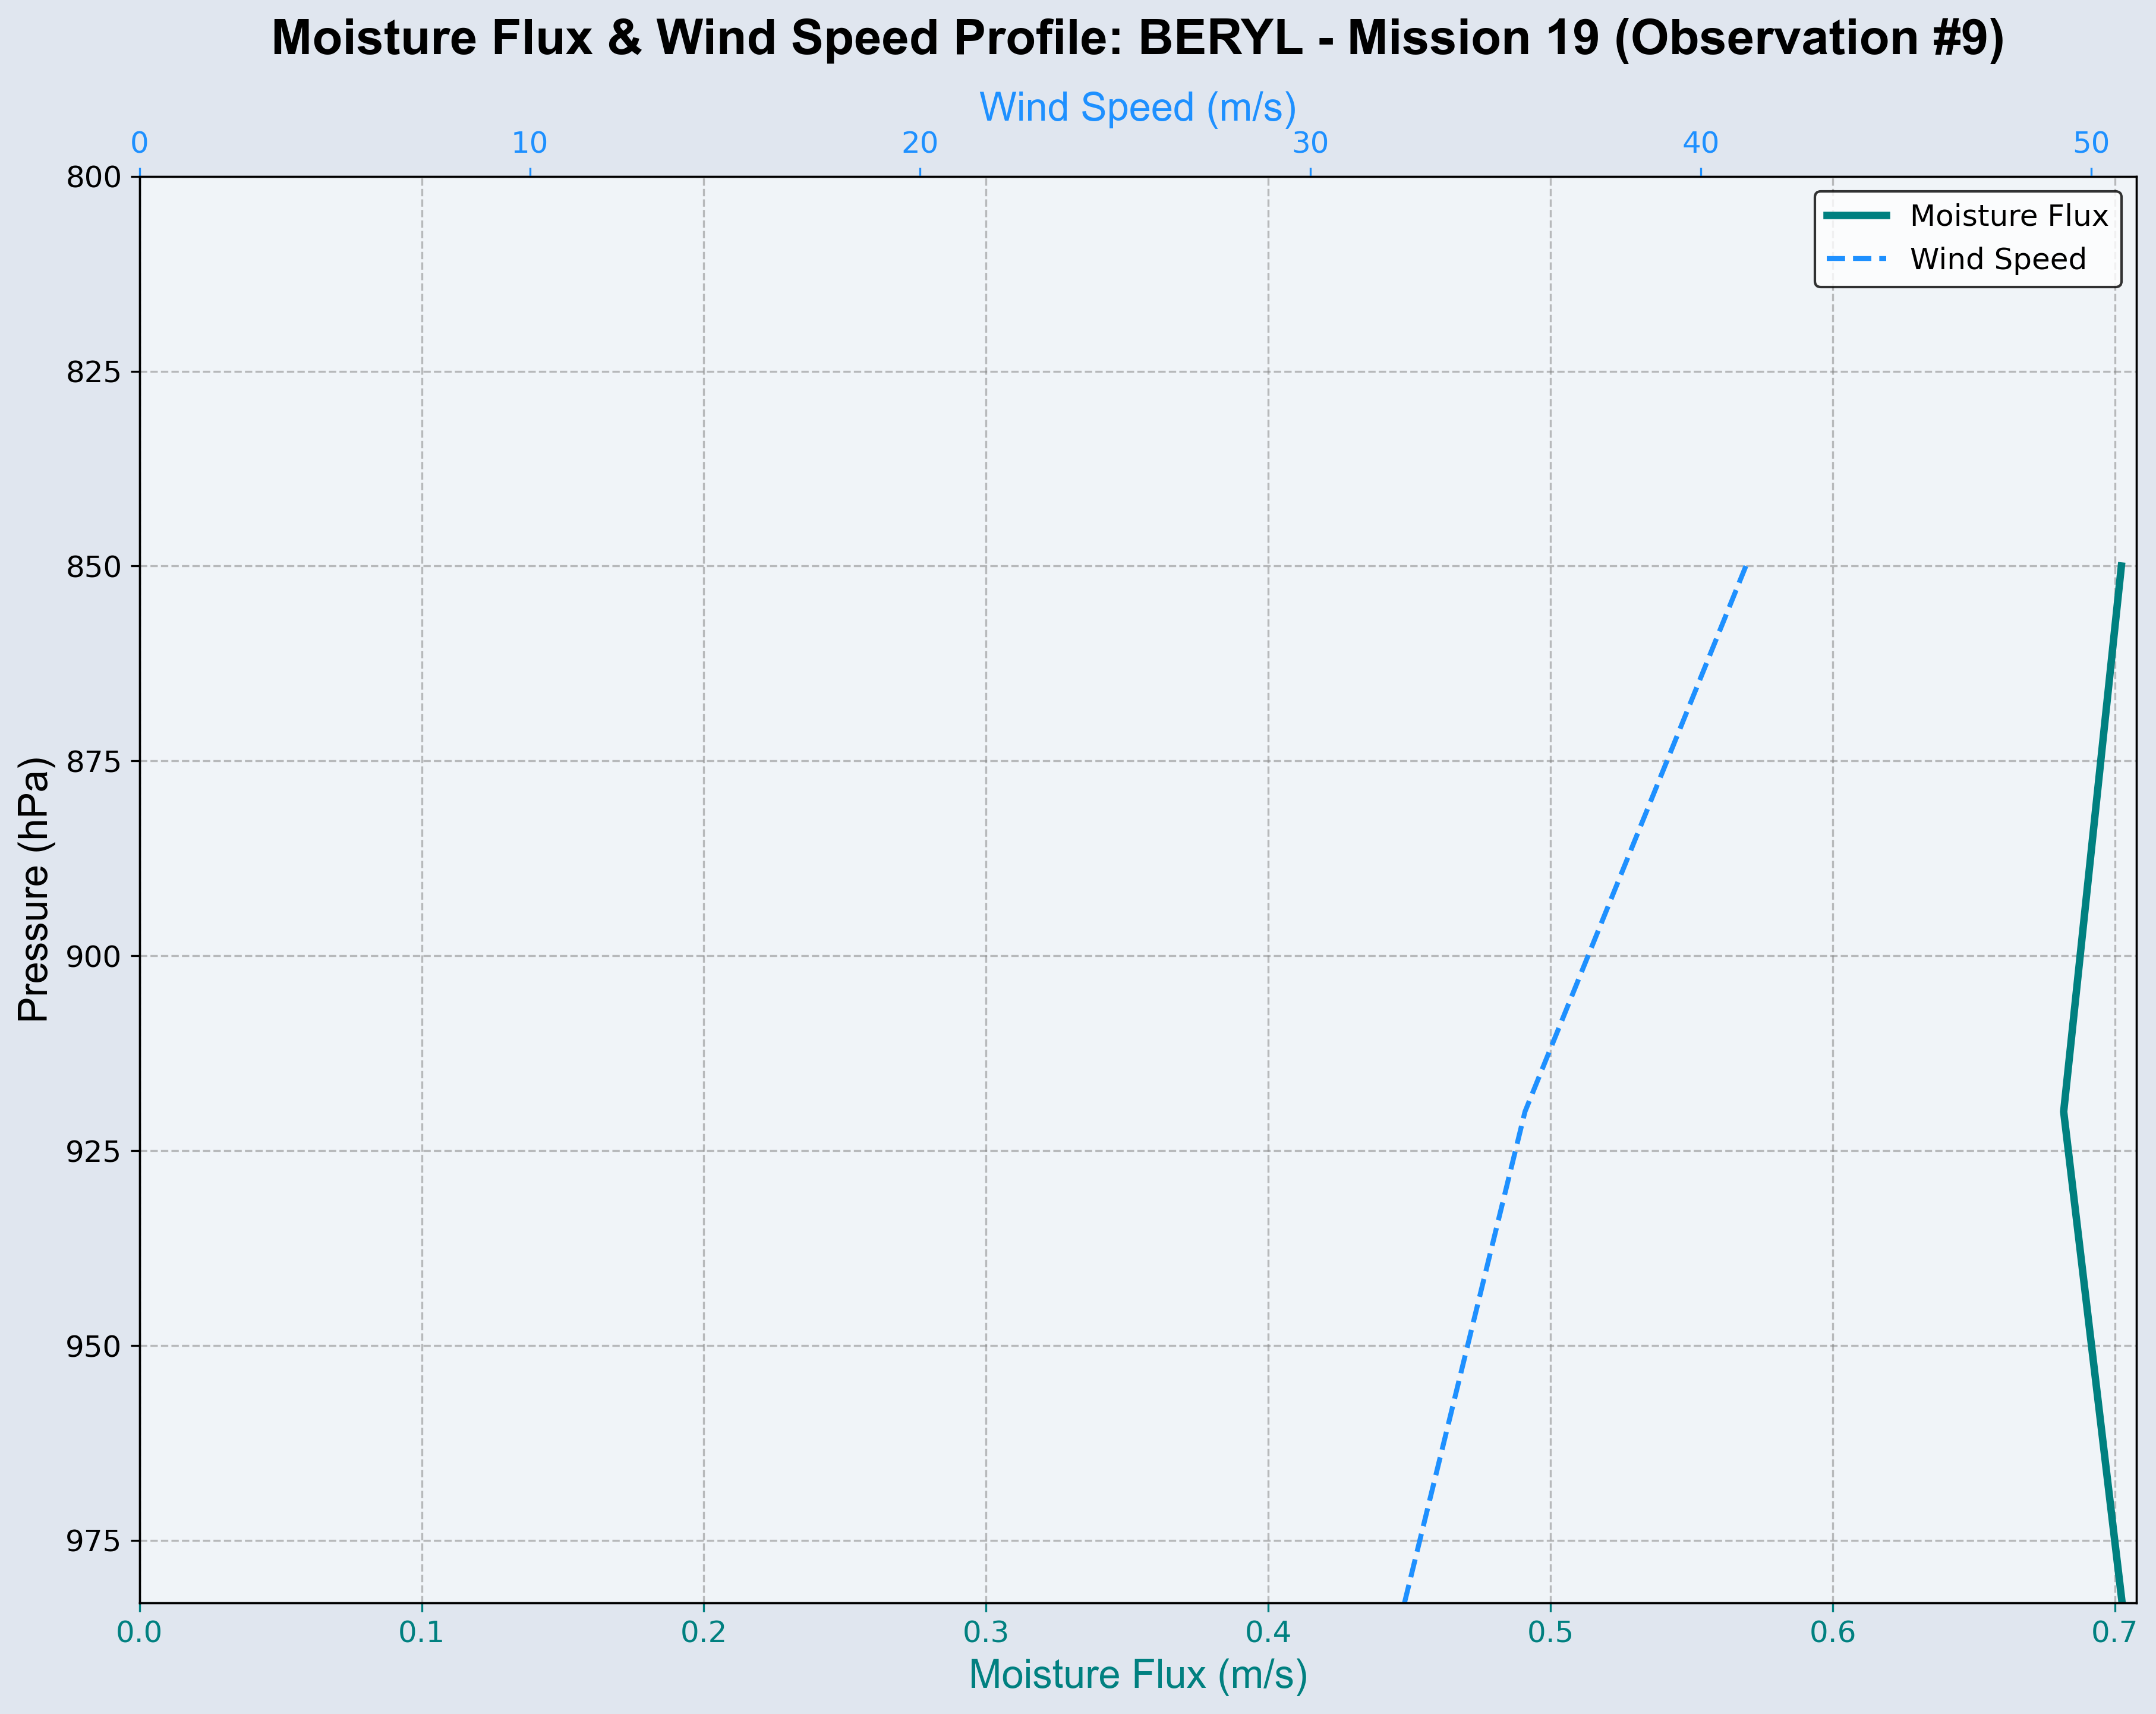 Moisture Flux & Wind Speed Profile: BERYL - Mission 19 (Observation #9)
Wind Speed (m/s)
0 10 20 30 40 50
Moisture Flux
Wind Speed
800
825
850
875
900
925
950
975
Pressure (hPa)
0.0 0.1 0.2 0.3 0.4 0.5 0.6 0.7
Moisture Flux (m/s)